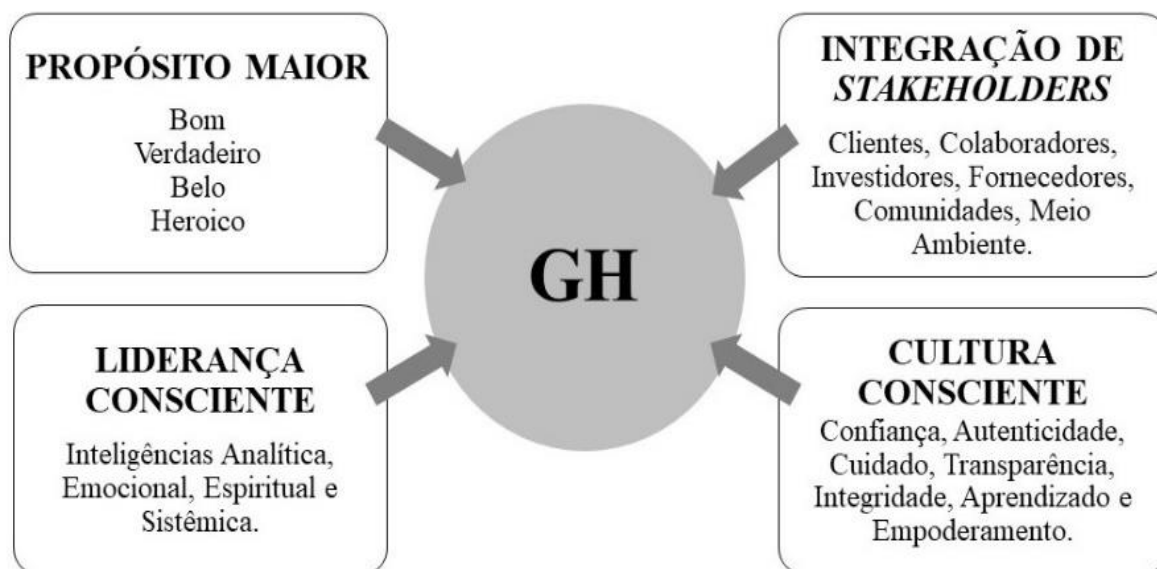 PROPÓSITO MAIOR
Bom
Verdadeiro
Belo
Heroico
INTEGRAÇÃO DE
STAKEHOLDERS
Clientes, Colaboradores,
Investidores, Fornecedores,
Comunidades, Meio
Ambiente.
GH
LIDERANÇA
CONSCIENTE
Inteligências Analítica,
Emocional, Espiritual e
Sistêmica.
CULTURA
CONSCIENTE
Confiança, Autenticidade,
Cuidado, Transparência,
Integridade, Aprendizado e
Empoderamento.